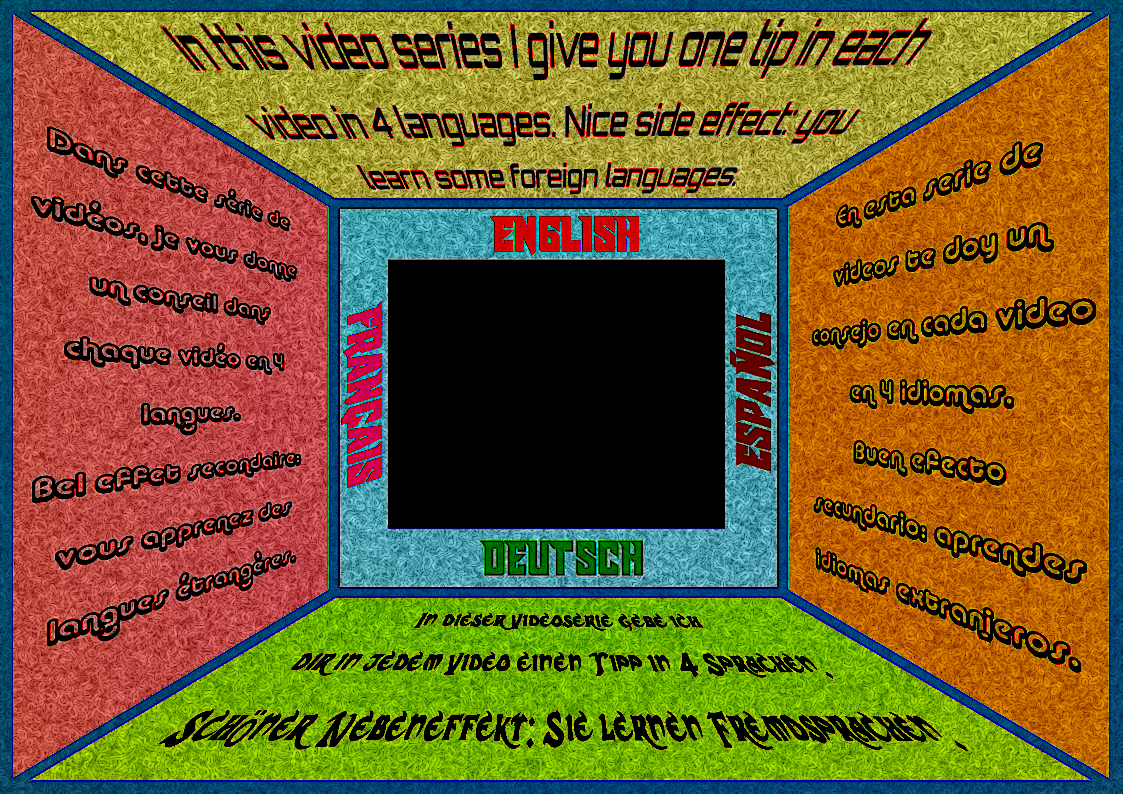 In this video series I give you one tip in each
video in 4 languages. Nice side effect: you
learn some foreign languages.
Dans cette série de
vidéos, je vous donne
un conseil dans
chaque vidéo en 4
langues.
Bel effet secondaire:
vous apprenez des
langues étrangères.
ENGLISH
FRANÇAIS
ESPAÑOL
DEUTSCH
En esta serie de
videos te doy un
consejo en cada video
en 4 idiomas.
Buen efecto
secundario: aprendes
idiomas extranjeros.
In dieser Videoserie gebe ich
dir in jedem Video einen Tipp in 4 Sprachen.
Schöner Nebeneffekt: Sie lernen Fremdsprachen.